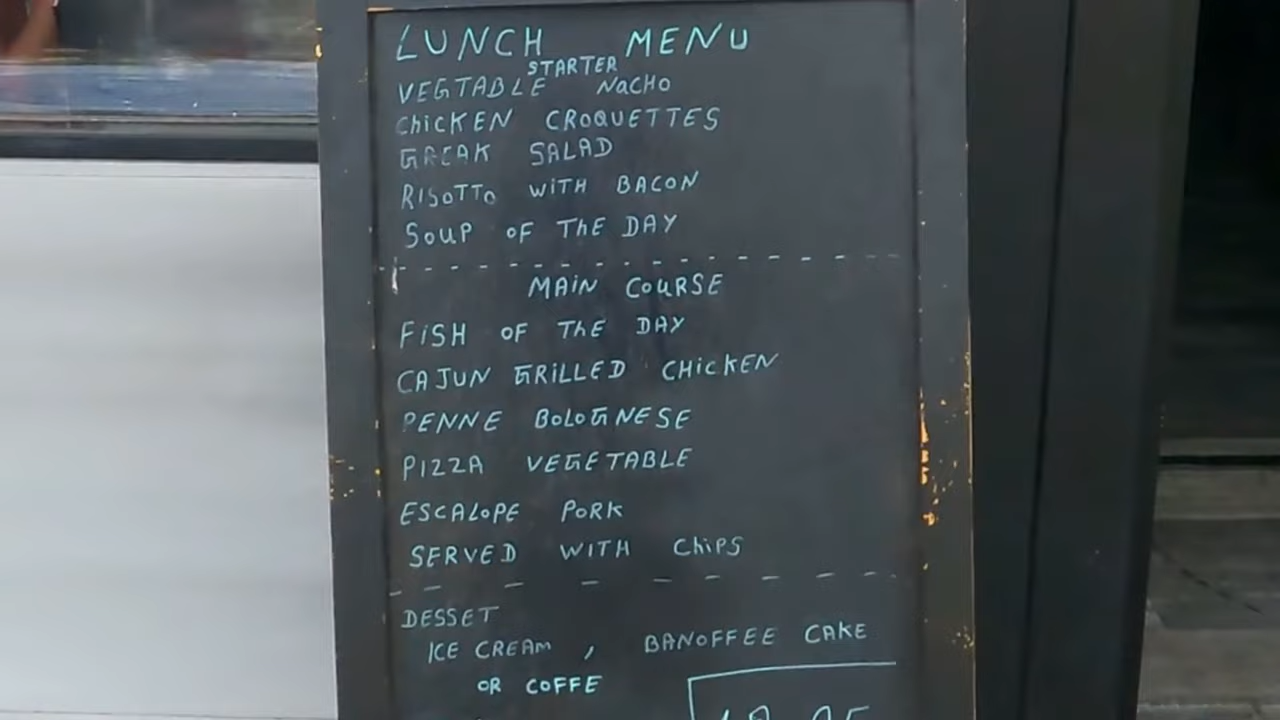 LUNCH MENU
STARTER
VEGTABLE NACHO
CHICKEN CROQUETTES
GREAK SALAD
RISOTTO WITH BACON
SOUP OF THE DAY
MAIN COURSE
FISH OF THE DAY
CAJUN GRILLED CHICKEN
PENNE BOLOGNESE
PIZZA VEGETABLE
ESCALOPE PORK
SERVED WITH CHIPS
DESSET
ICE CREAM, BANOFFEE CAKE
OR COFFE